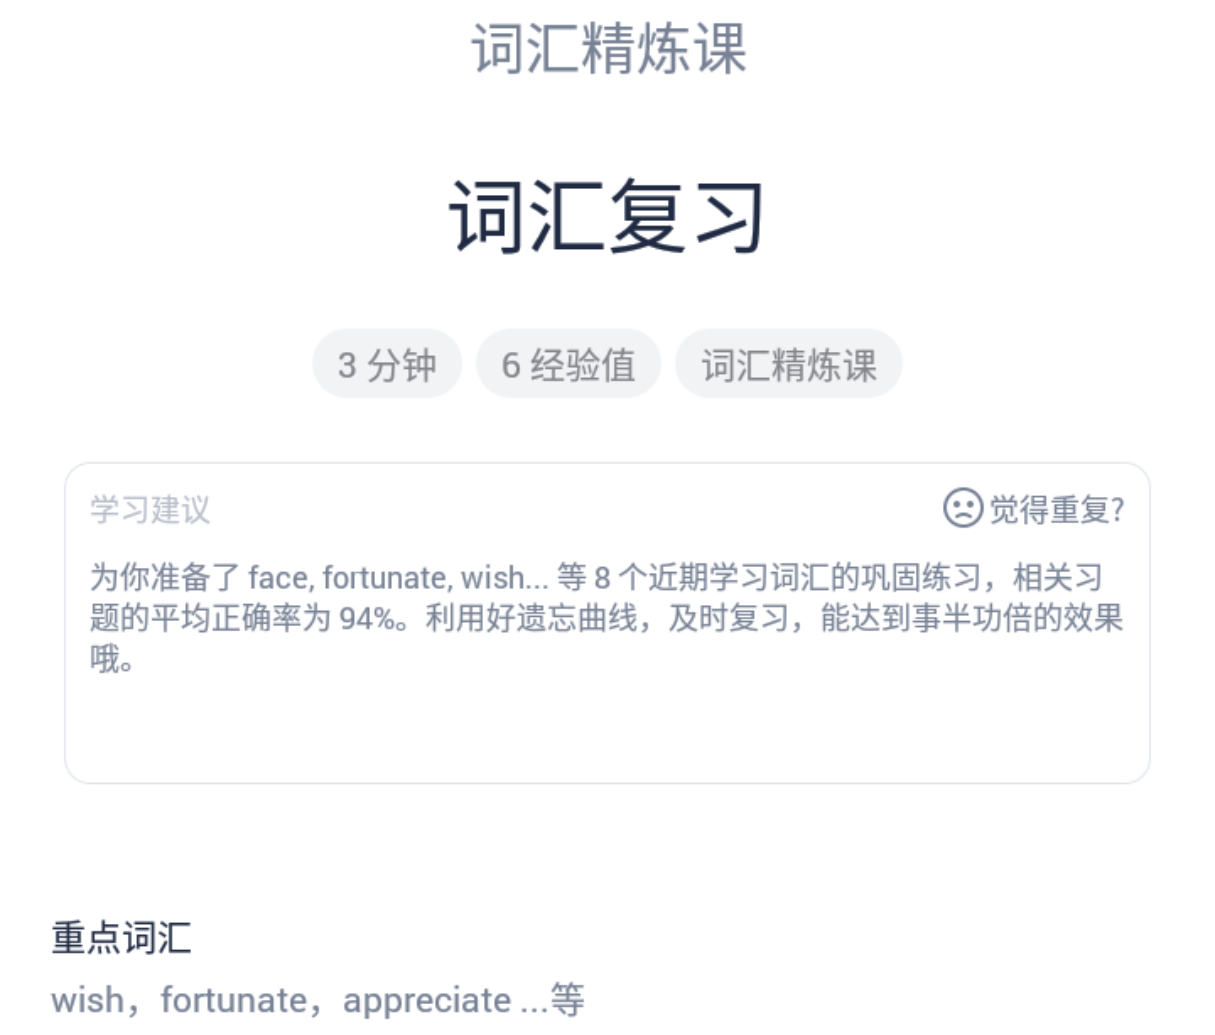 词汇精炼课
词汇复习
3 分钟 6 经验值 词汇精炼课
学习建议 觉得重复?
为你准备了 face, fortunate, wish... 等 8 个近期学习词汇的巩固练习，相关习
题的平均正确率为 94%。利用好遗忘曲线，及时复习，能达到事半功倍的效果
哦。
重点词汇
wish，fortunate，appreciate ...等